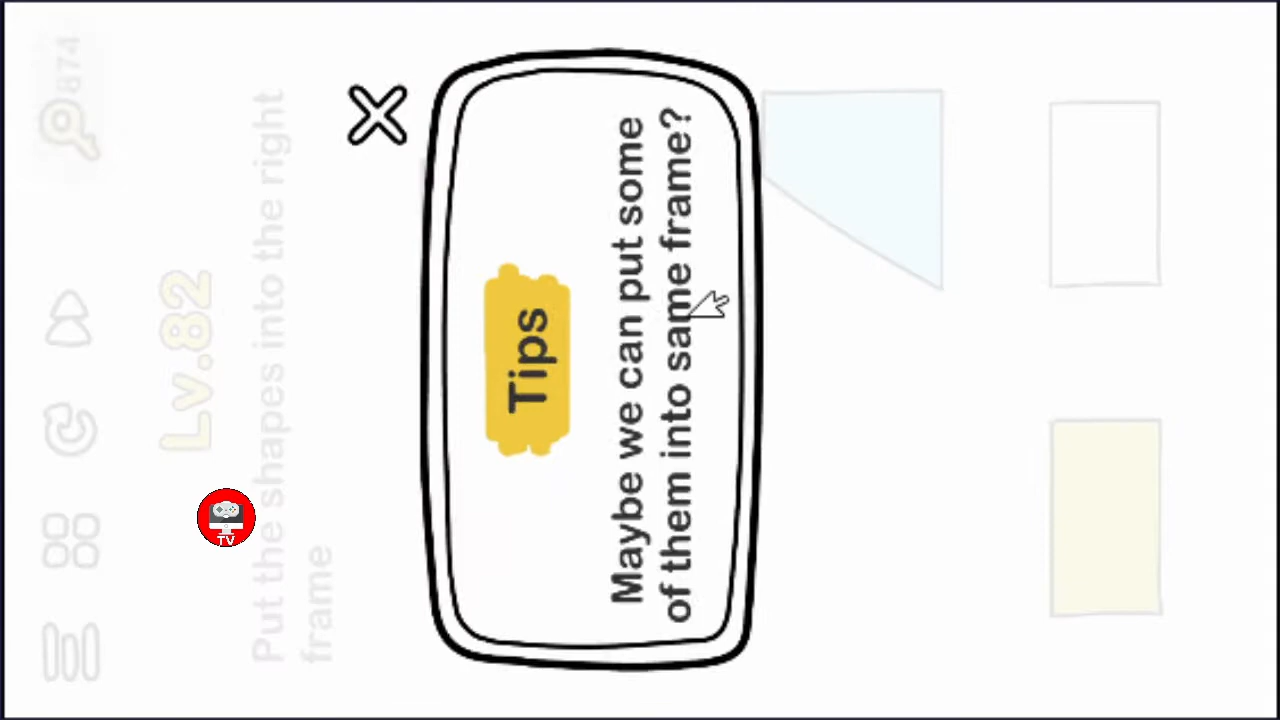 874
Lv.82
Put the shapes into the right
frame
Tips
Maybe we can put some
of them into same frame?
TV